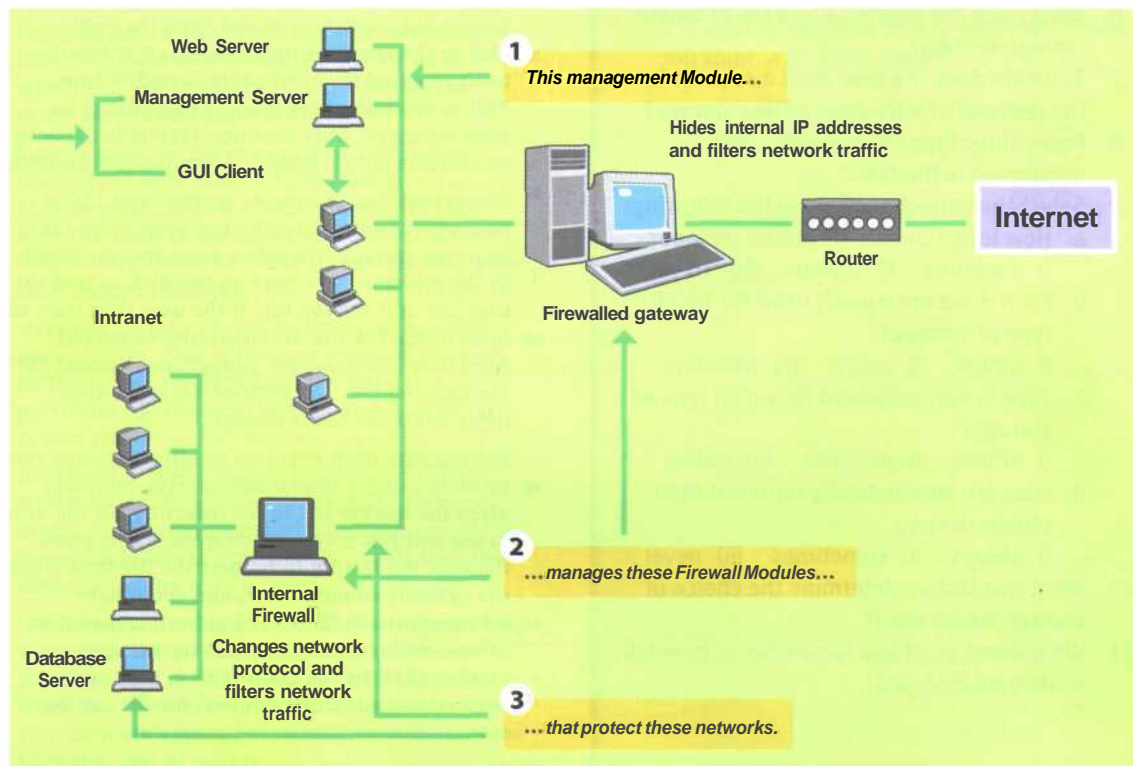 Web Server
1
This management Module...
Management Server
Hides internal IP addresses
and filters network traffic
GUI Client
Internet
Router
Intranet
Firewalled gateway
2
...manages these Firewall Modules...
Internal
Firewall
Changes network
protocol and
filters network
traffic
Database
Server
3
...that protect these networks.